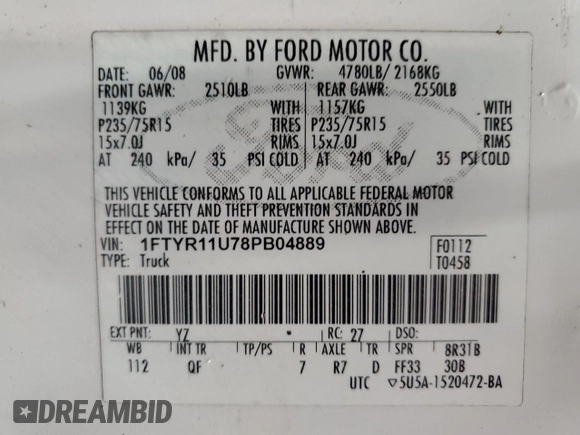 MFD. BY FORD MOTOR CO.
DATE: 06/08 GVWR: 4780LB/ 2168KG
FRONT GAWR: 2510LB REAR GAWR: 2550LB
1139KG WITH 1157KG WITH
P235/75R15 TIRES P235/75R15 TIRES
15x7.0J RIMS 15x7.0J RIMS
AT 240 kPa/ 35 PSI COLD AT 240 kPa/ 35 PSI COLD
THIS VEHICLE CONFORMS TO ALL APPLICABLE FEDERAL MOTOR
VEHICLE SAFETY AND THEFT PREVENTION STANDARDS IN
EFFECT ON THE DATE OF MANUFACTURE SHOWN ABOVE.
VIN: 1FTYR11U78PB04889 F0112
TYPE: Truck T0458
EXT PNT: YZ * RC: 27 DSO:
WB INT TR TP/PS R AXLE TR SPR 8R31B
112 QF 7 R7 D FF33 30B
UTC ▽5U5A-1520472-BA
Ford
DREAMBID